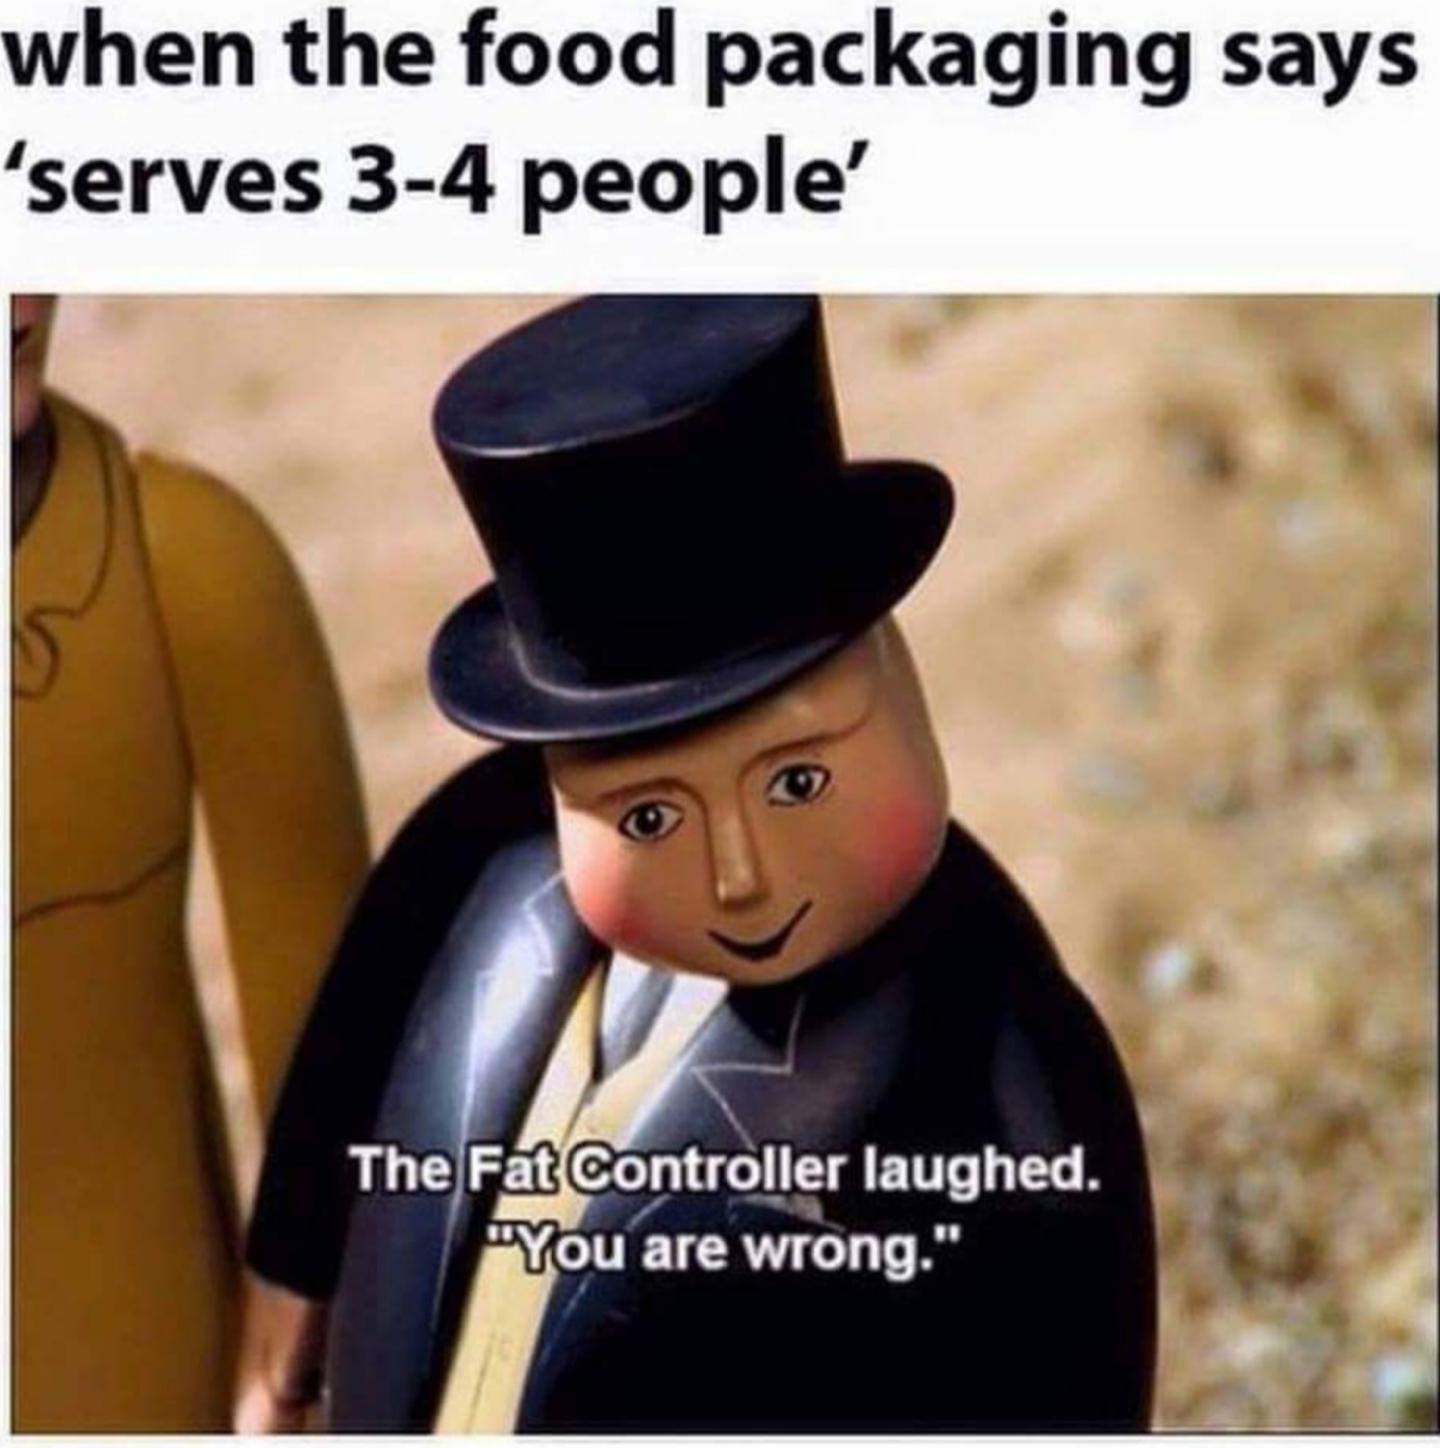 when the food packaging says
‘serves 3-4 people’
The Fat Controller laughed.
"You are wrong."